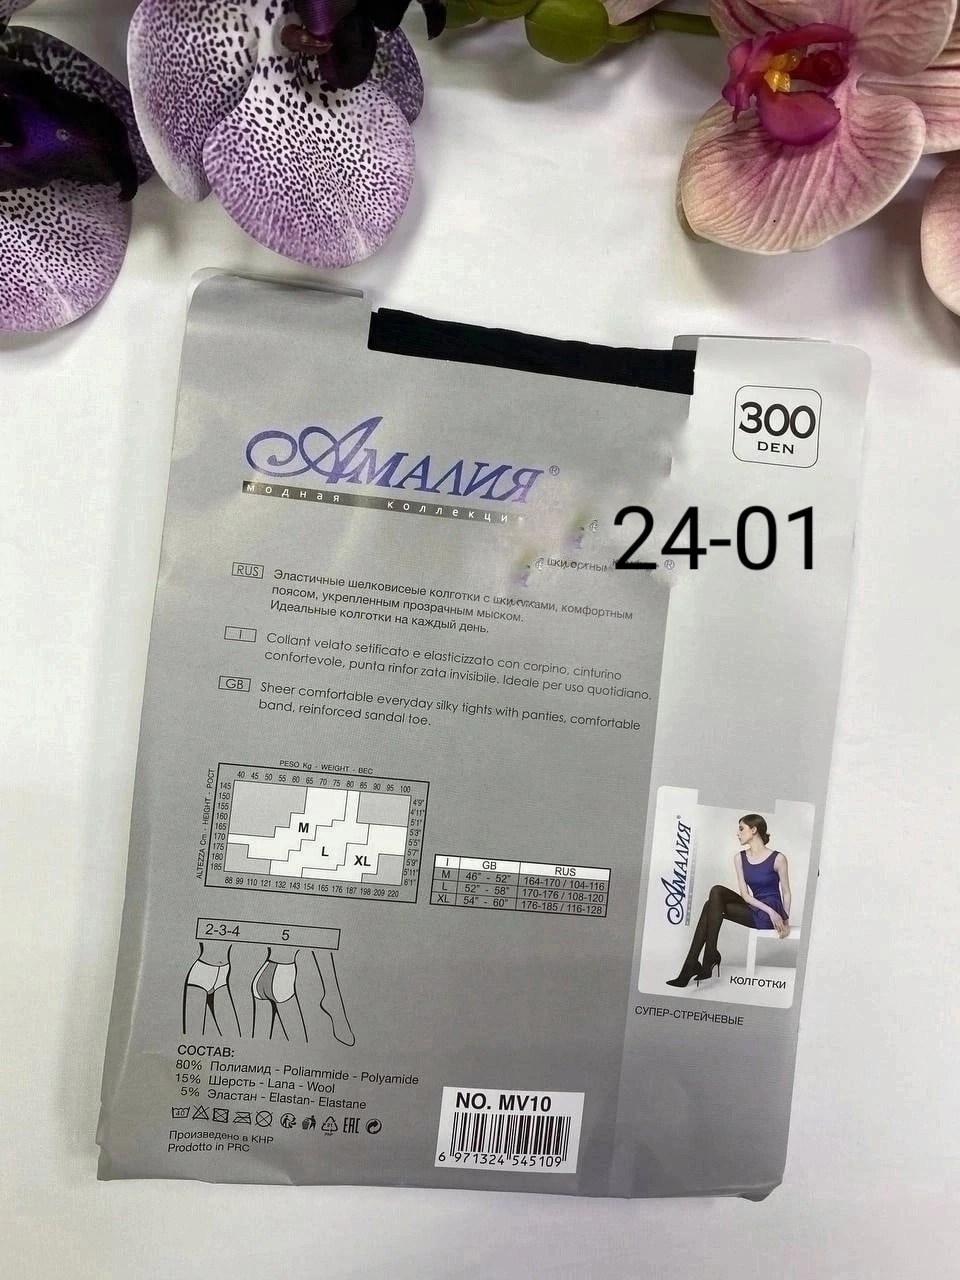 300
DEN
Амалия®
модная коллекци
24-01
RUS Эластичные шелковисеые колготки с комфортным
поясом, укрепленным прозрачным мыском.
Идеальные колготки на каждый день.
I Collant velato setificato e elasticizzato con corpino, cinturino
confortevole, punta rinfor zata invisibile. Ideale per uso quotidiano.
GB Sheer comfortable everyday silky tights with panties, comfortable
band, reinforced sandal toe.
PESO Kg - WEIGHT - ВЕС
40 45 50 55 60 65 70 75 80 85 90 95 100
ALTEZZA Cm - HEIGHT - РОСТ
145
150
155
160
165
170
175
180
185
4'9"
4'11"
5'1"
5'3"
5'5"
5'7"
5'9"
5'11"
6'1"
M
L
XL
88 99 110 121 132 143 154 165 176 187 198 209 220
I GB RUS
M 46" - 52" 164-170 / 104-116
L 52" - 58" 170-176 / 108-120
XL 54" - 60" 176-185 / 116-128
Амалия®
КОЛГОТКИ
СУПЕР-СТРЕЙЧЕВЫЕ
2-3-4 5
СОСТАВ:
80% Полиамид - Poliammide - Polyamide
15% Шерсть - Lana - Wool
5% Эластан - Elastan- Elastane
40 EAC
Произведено в КНР
Prodotto in PRC
NO. MV10
6 971324 545109